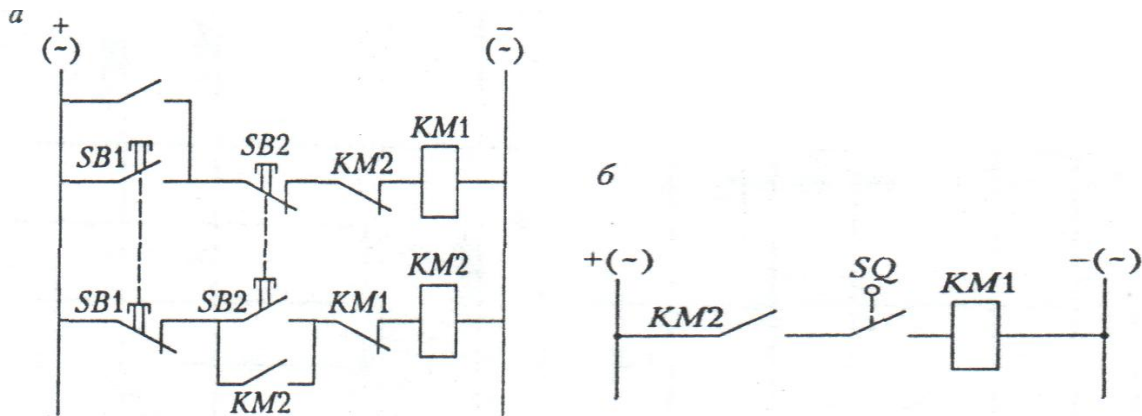 а
+ (~)
− (~)
SB1
SB2
KM2
KM1
SB1
SB2
KM1
KM2
KM2
б
+(~)
−(~)
KM2
SQ
KM1